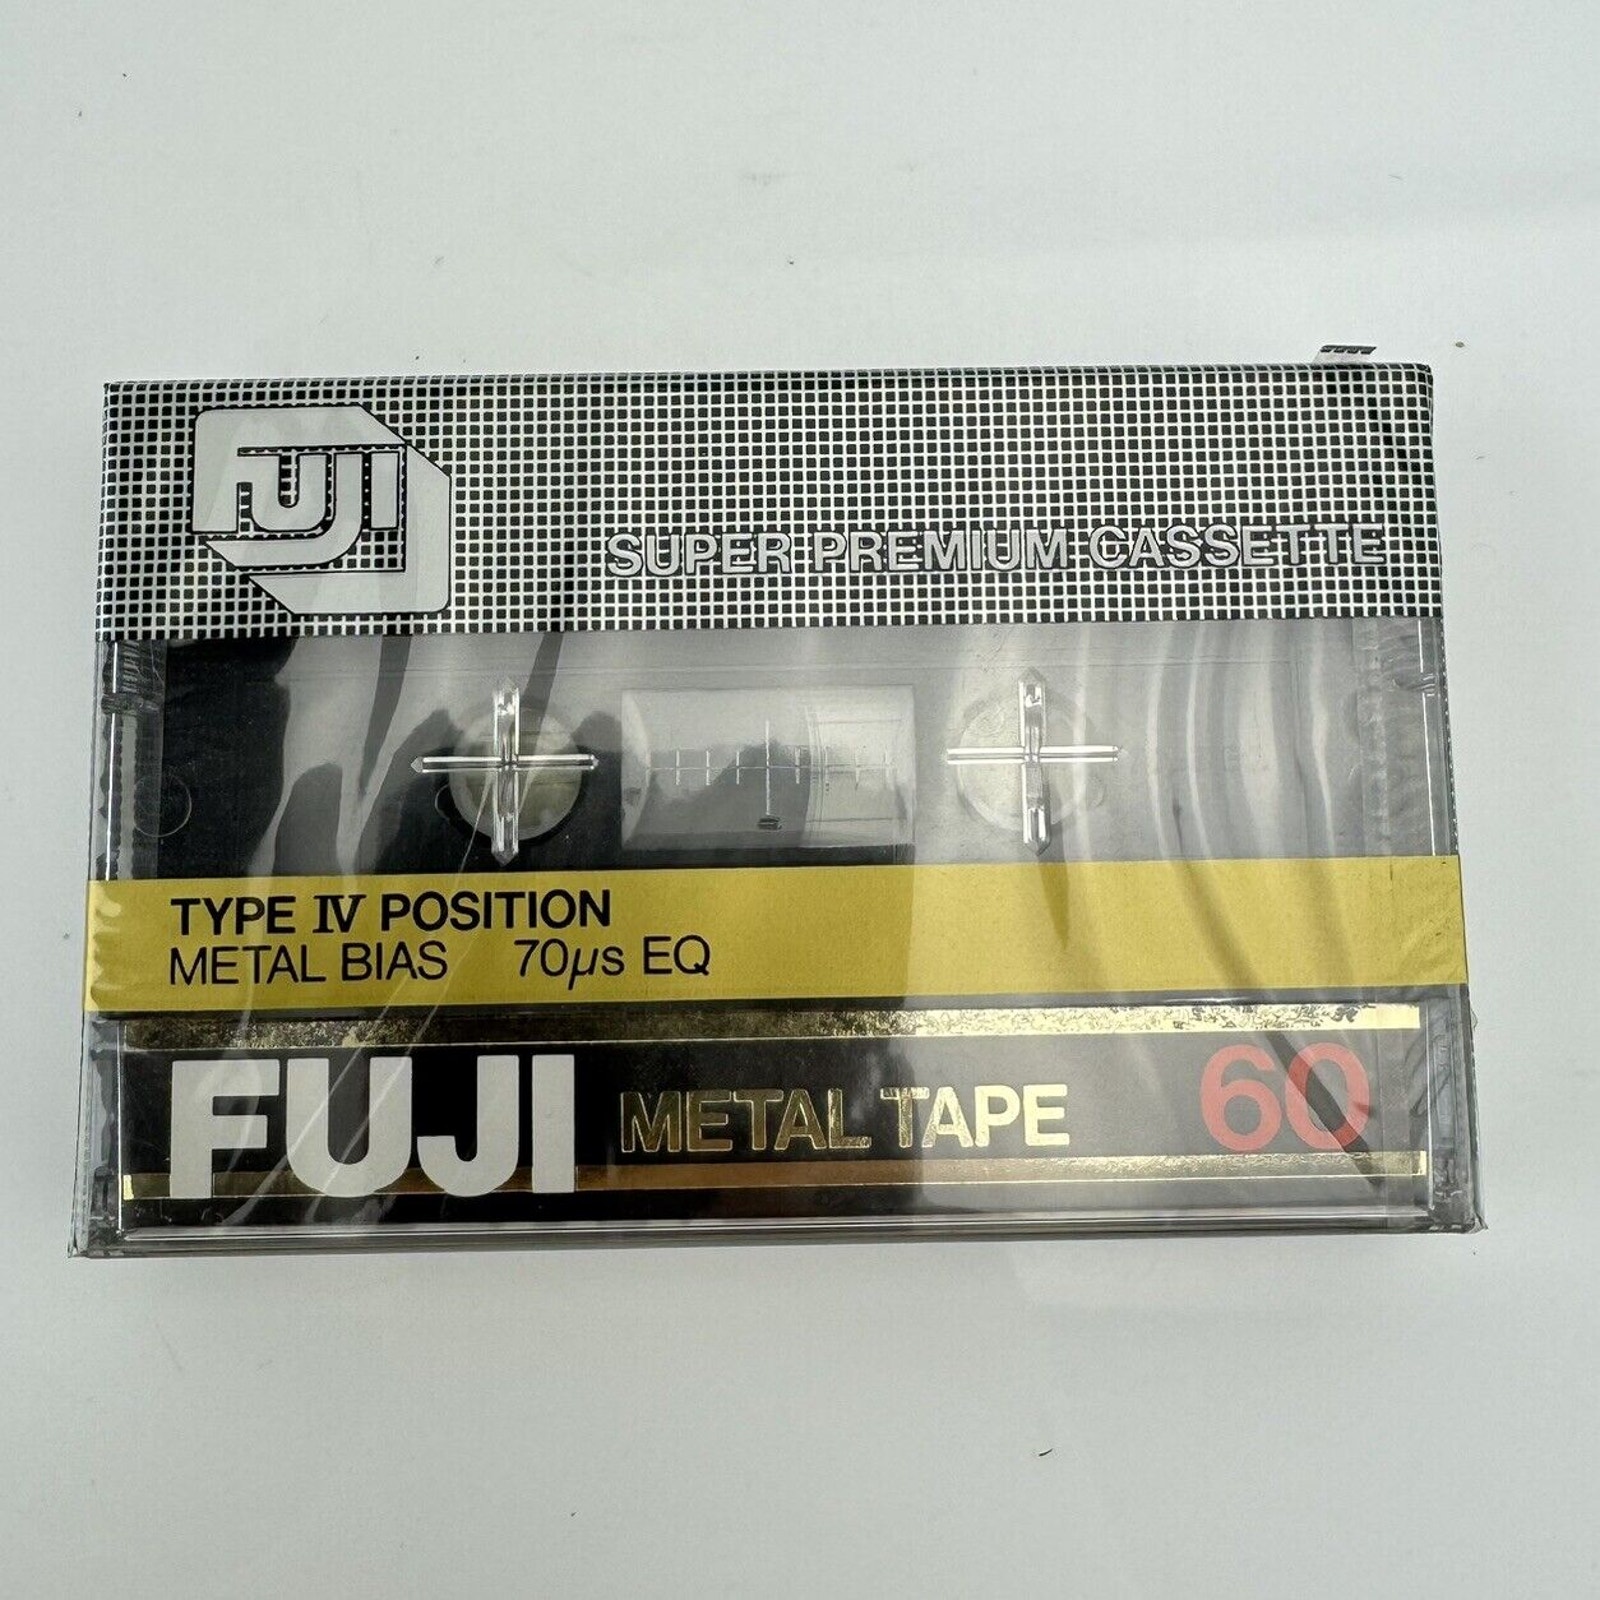 FUJI
SUPER PREMIUM CASSETTE
TYPE IV POSITION
METAL BIAS 70μs EQ
FUJI METAL TAPE 60